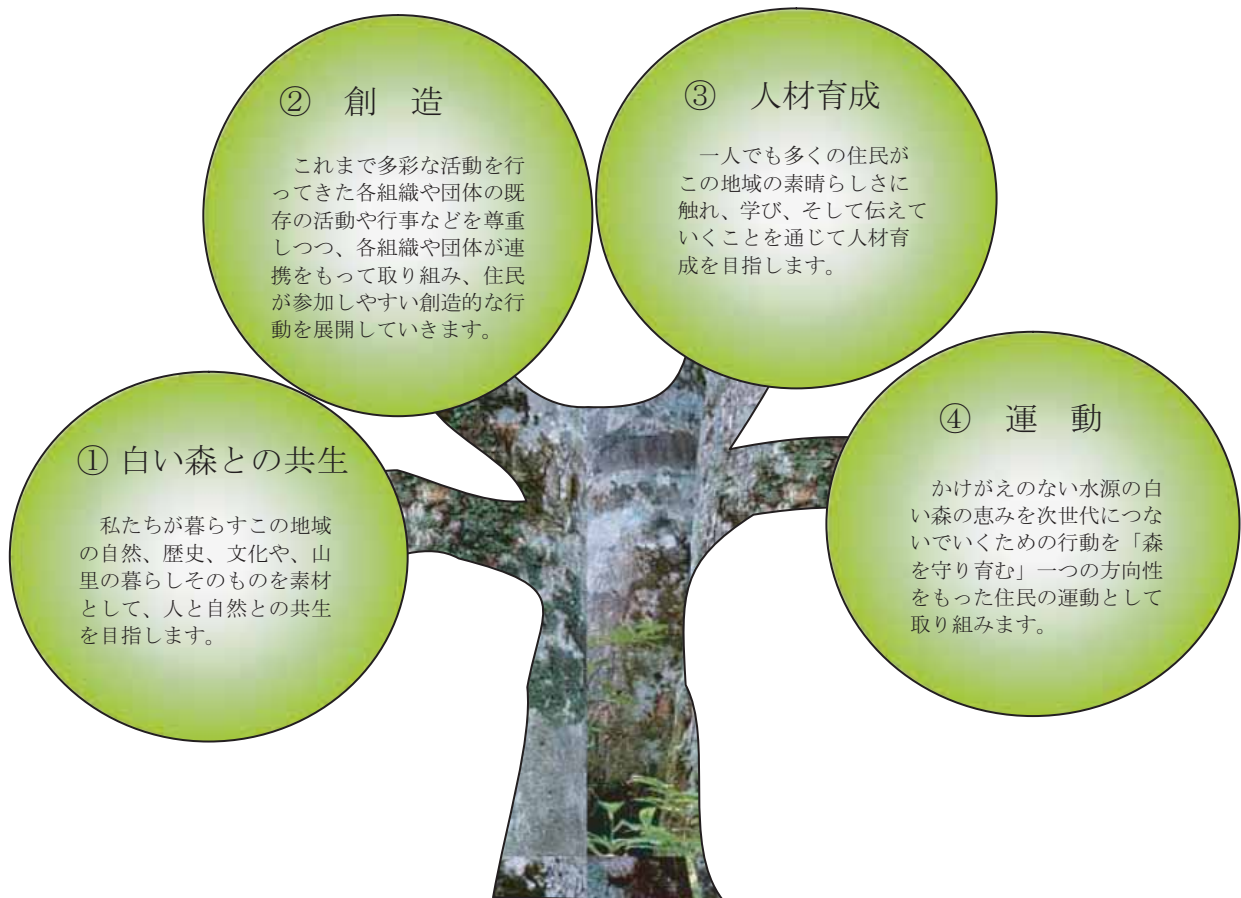 ① 白い森との共生
私たちが暮らすこの地域
の自然、歴史、文化や、山
里の暮らしそのものを素材
として、人と自然との共生
を目指します。
② 創 造
これまで多彩な活動を行
ってきた各組織や団体の既
存の活動や行事などを尊重
しつつ、各組織や団体が連
携をもって取り組み、住民
が参加しやすい創造的な行
動を展開していきます。
③ 人材育成
一人でも多くの住民が
この地域の素晴らしさに
触れ、学び、そして伝えて
いくことを通じて人材育
成を目指します。
④ 運 動
かけがえのない水源の白
い森の恵みを次世代につな
いでいくための行動を「森
を守り育む」一つの方向性
をもった住民の運動として
取り組みます。